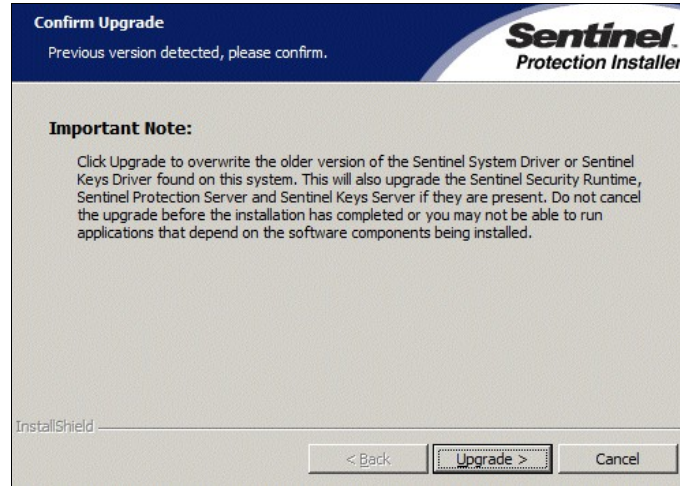 Confirm Upgrade
Previous version detected, please confirm.
Sentinel.
Protection Installer
Important Note:
Click Upgrade to overwrite the older version of the Sentinel System Driver or Sentinel
Keys Driver found on this system. This will also upgrade the Sentinel Security Runtime,
Sentinel Protection Server and Sentinel Keys Server if they are present. Do not cancel
the upgrade before the installation has completed or you may not be able to run
applications that depend on the software components being installed.
InstallShield
< Back
Upgrade >
Cancel